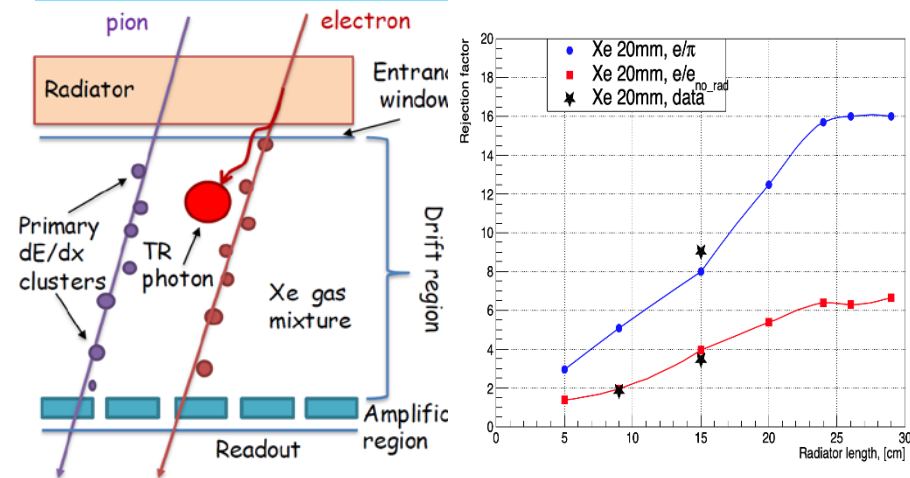 pion
electron
Radiator
Entran
window
Primary
dE/dx
clusters
TR
photon
Xe gas
mixture
Drift region
Amplific
region
Readout
Rejection factor
20
18
16
14
12
10
8
6
4
2
0
0
5
10
15
20
25
30
Radiator length, [cm]
Xe 20mm, e/π
Xe 20mm, e/e no_rad
Xe 20mm, data